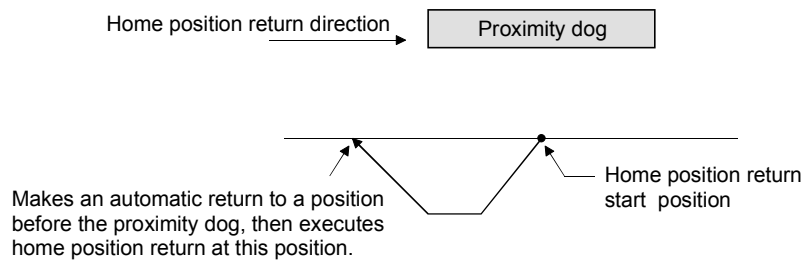 Home position return direction
Proximity dog
Home position return
start position
Makes an automatic return to a position
before the proximity dog, then executes
home position return at this position.